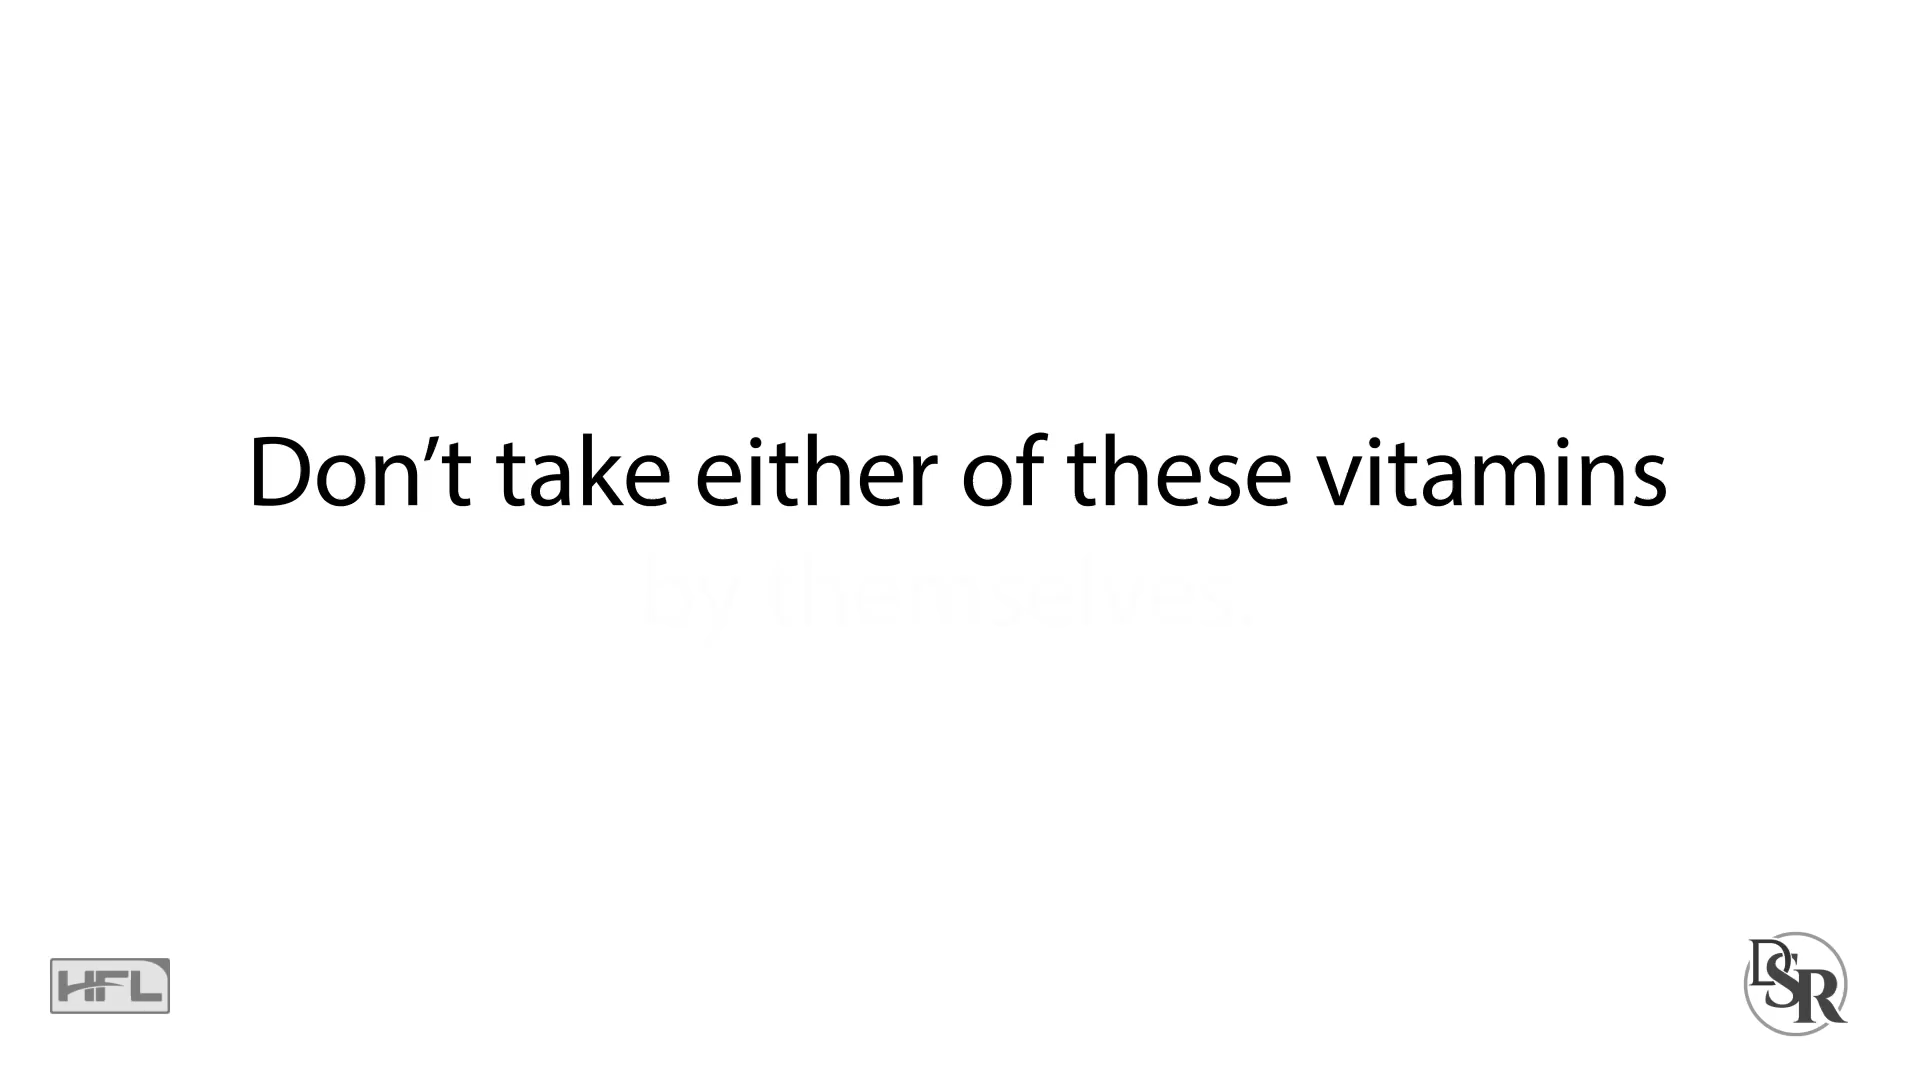 Don’t take either of these vitamins
by themselves.
HFL
DSR